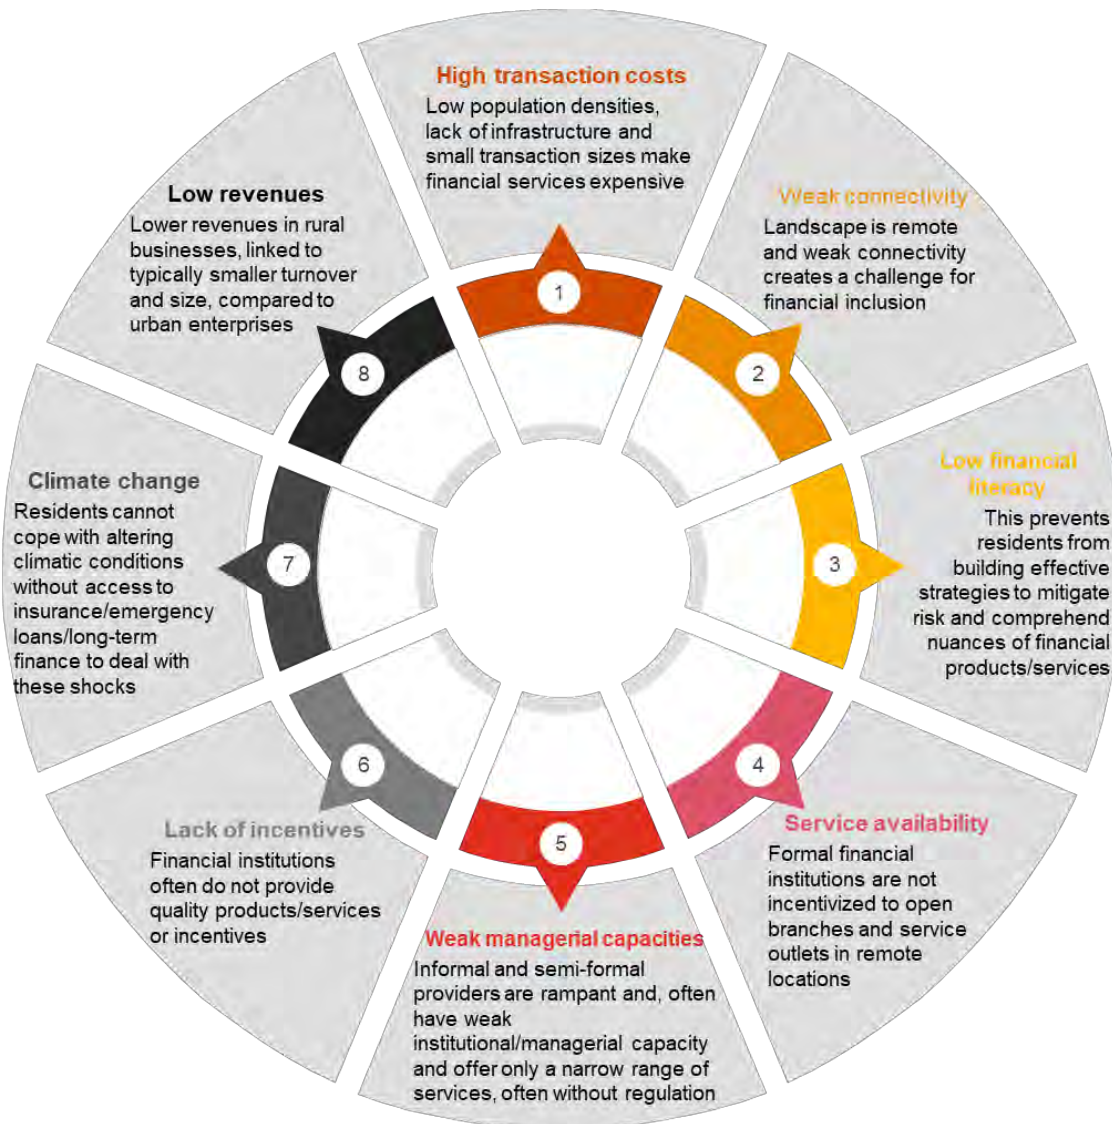 High transaction costs
Low population densities,
lack of infrastructure and
small transaction sizes make
financial services expensive
1
Weak connectivity
Landscape is remote
and weak connectivity
creates a challenge for
financial inclusion
2
Low financial
literacy
This prevents
residents from
building effective
strategies to mitigate
risk and comprehend
nuances of financial
products/services
3
Service availability
Formal financial
institutions are not
incentivized to open
branches and service
outlets in remote
locations
4
Weak managerial capacities
Informal and semi-formal
providers are rampant and, often
have weak
institutional/managerial capacity
and offer only a narrow range of
services, often without regulation
5
Lack of incentives
Financial institutions
often do not provide
quality products/services
or incentives
6
Climate change
Residents cannot
cope with altering
climatic conditions
without access to
insurance/emergency
loans/long-term
finance to deal with
these shocks
7
Low revenues
Lower revenues in rural
businesses, linked to
typically smaller turnover
and size, compared to
urban enterprises
8